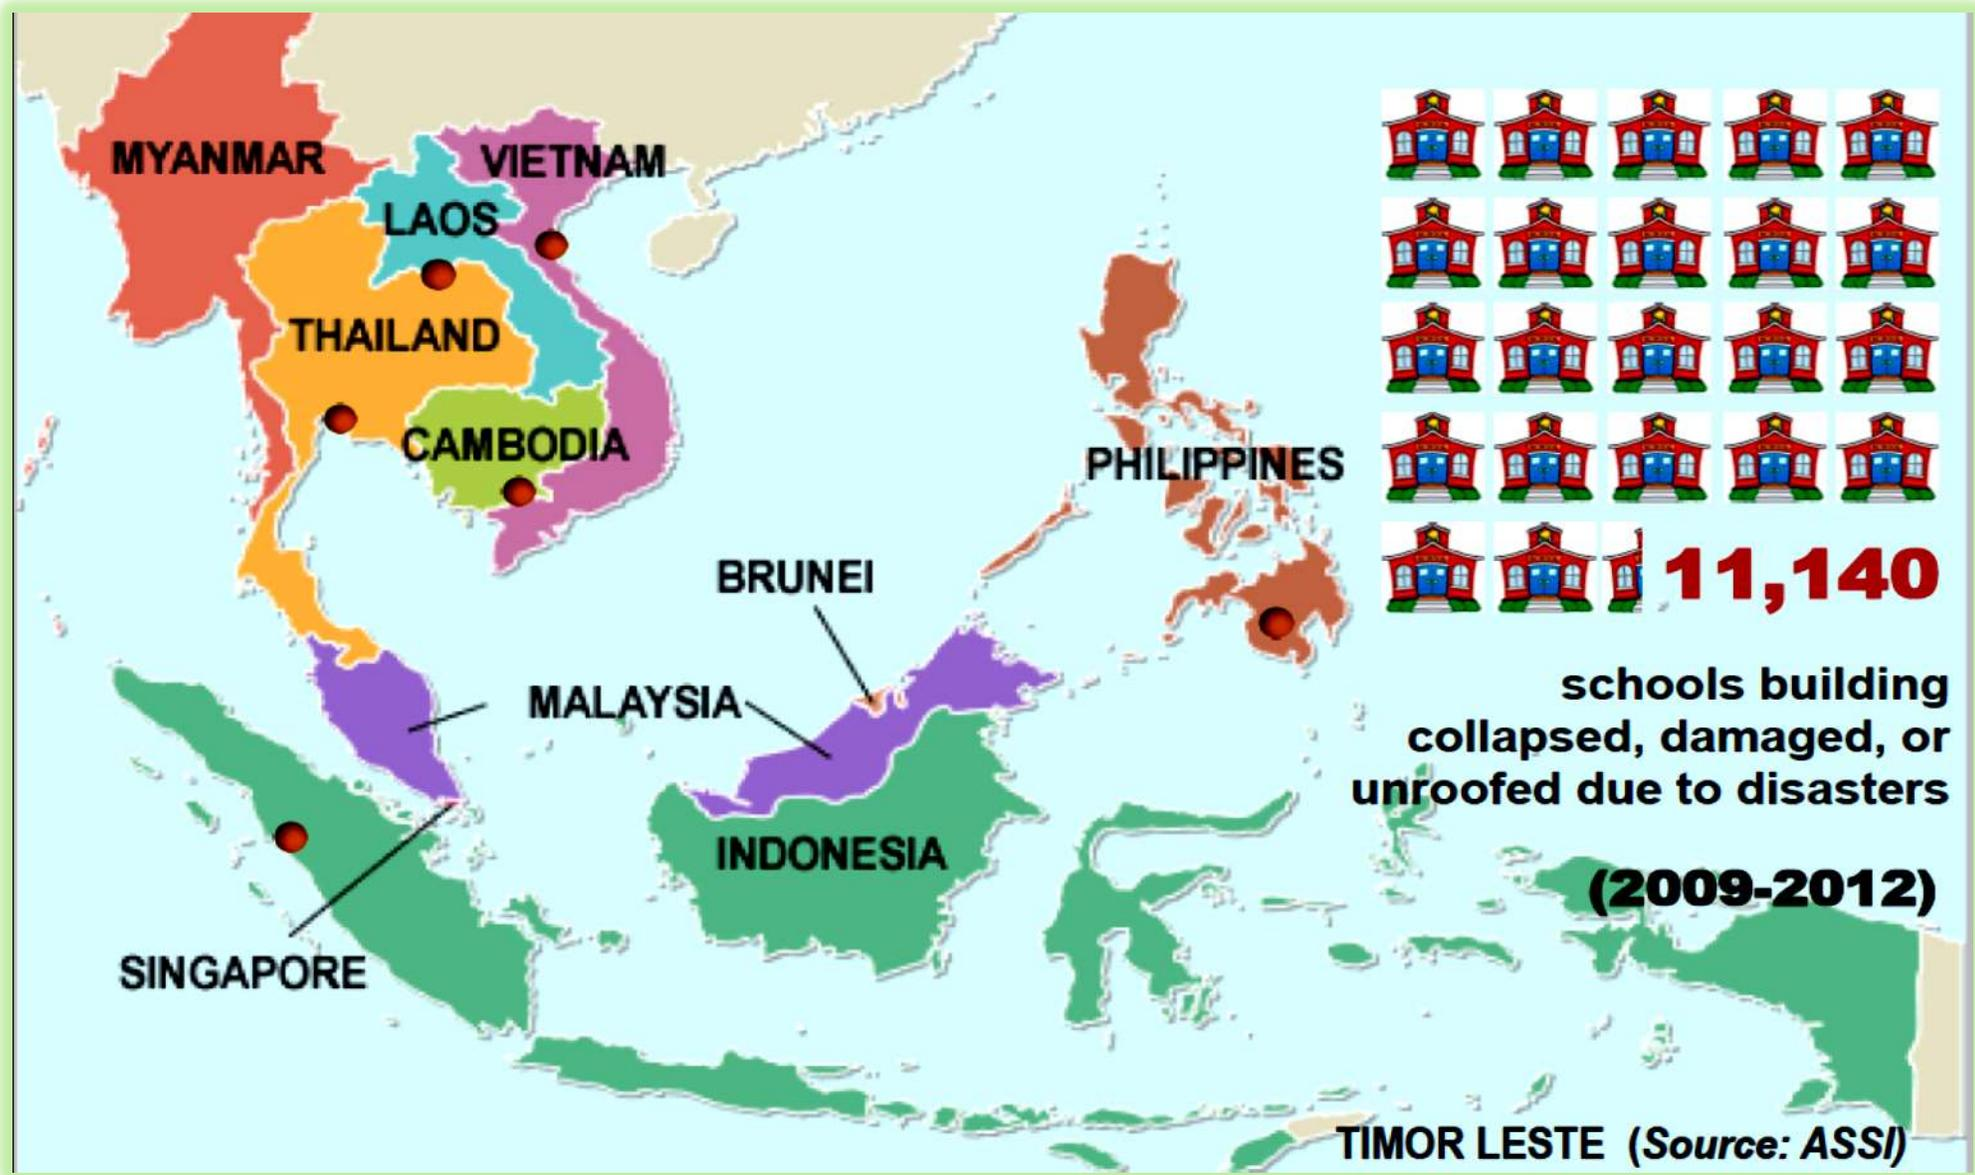 MYANMAR
VIETNAM
LAOS
THAILAND
CAMBODIA
PHILIPPINES
BRUNEI
MALAYSIA
INDONESIA
SINGAPORE
11,140
schools building
collapsed, damaged, or
unroofed due to disasters
(2009-2012)
TIMOR LESTE (Source: ASSI)